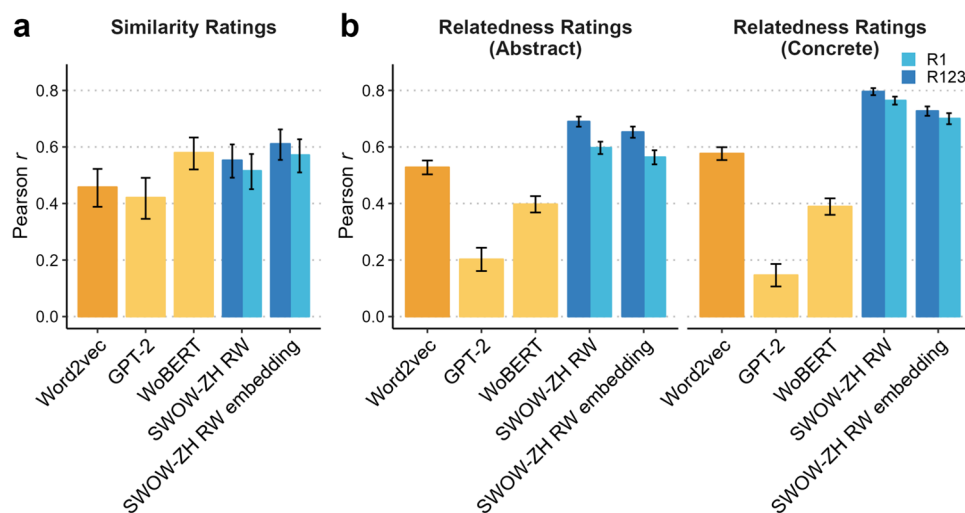 a
Similarity Ratings
b
Relatedness Ratings
(Abstract)
Relatedness Ratings
(Concrete)
R1
R123
Pearson r
0.8
0.6
0.4
0.2
0.0
Word2vec
GPT-2
WoBERT
SWOW-ZH RW
SWOW-ZH RW embedding
Pearson r
0.8
0.6
0.4
0.2
0.0
Word2vec
GPT-2
WoBERT
SWOW-ZH RW
SWOW-ZH RW embedding
Word2vec
GPT-2
WoBERT
SWOW-ZH RW
SWOW-ZH RW embedding